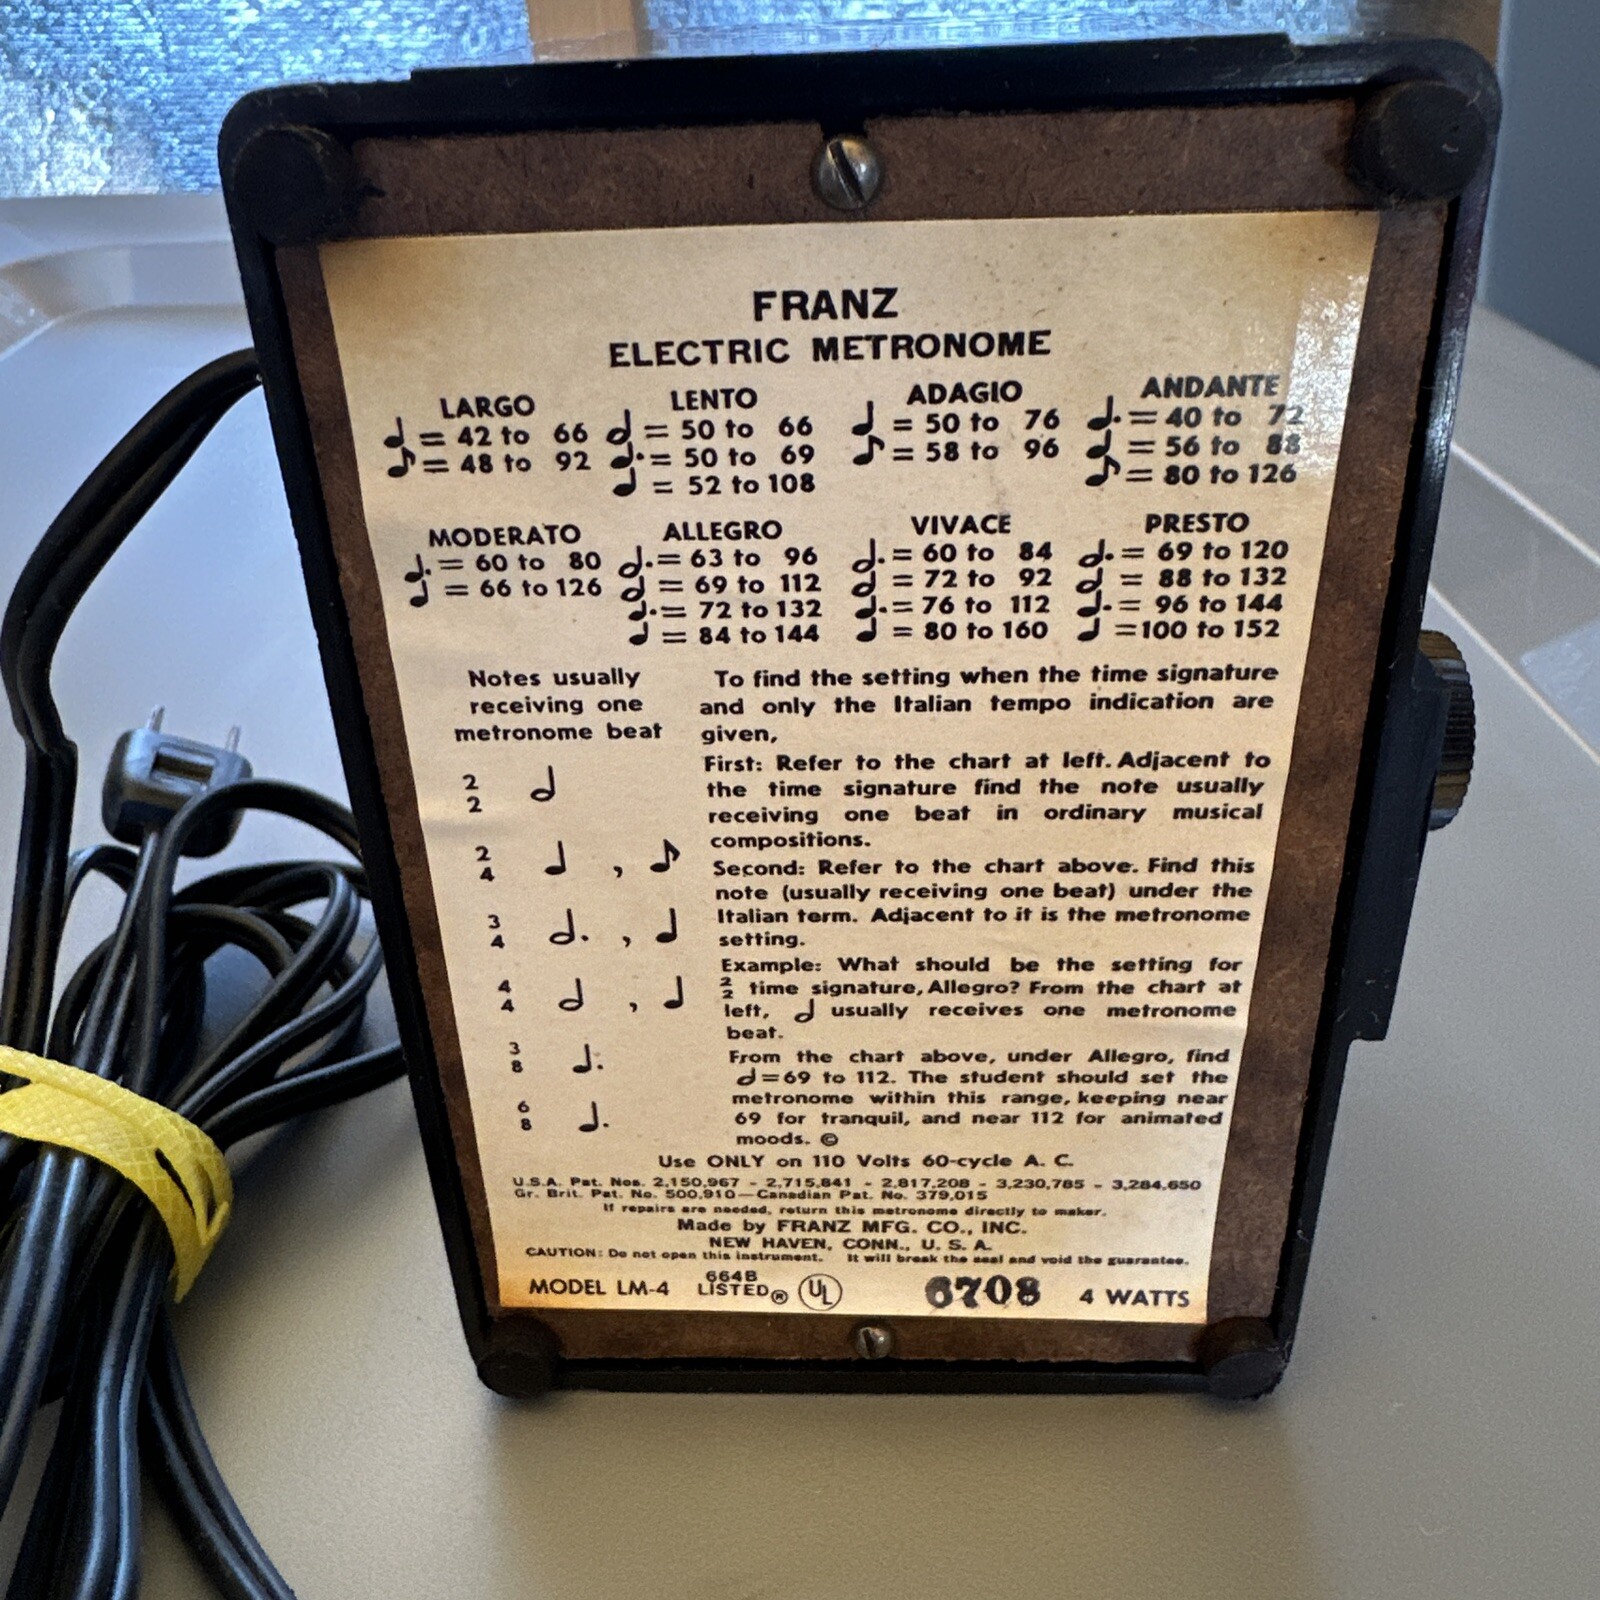 FRANZ
ELECTRIC METRONOME
LARGO LENTO ADAGIO ANDANTE
𝅘𝅥 = 42 to 66 𝅗𝅥 = 50 to 66 𝅘𝅥 = 50 to 76 𝅘𝅥. = 40 to 72
𝅘𝅥𝅮 = 48 to 92 𝅘𝅥. = 50 to 69 𝅘𝅥𝅮 = 58 to 96 𝅘𝅥 = 56 to 88
𝅘𝅥 = 52 to 108 𝅘𝅥𝅮 = 80 to 126
MODERATO ALLEGRO VIVACE PRESTO
𝅘𝅥. = 60 to 80 𝅗𝅥. = 63 to 96 𝅗𝅥. = 60 to 84 𝅗𝅥. = 69 to 120
𝅘𝅥 = 66 to 126 𝅗𝅥 = 69 to 112 𝅗𝅥 = 72 to 92 𝅗𝅥 = 88 to 132
𝅘𝅥. = 72 to 132 𝅘𝅥. = 76 to 112 𝅘𝅥. = 96 to 144
𝅘𝅥 = 84 to 144 𝅘𝅥 = 80 to 160 𝅘𝅥 =100 to 152
Notes usually
receiving one
metronome beat
2/2 𝅗𝅥
2/4 𝅘𝅥 , 𝅘𝅥𝅮
3/4 𝅗𝅥. , 𝅘𝅥
4/4 𝅗𝅥 , 𝅘𝅥
3/8 𝅘𝅥.
6/8 𝅘𝅥.
To find the setting when the time signature
and only the Italian tempo indication are
given,
First: Refer to the chart at left. Adjacent to
the time signature find the note usually
receiving one beat in ordinary musical
compositions.
Second: Refer to the chart above. Find this
note (usually receiving one beat) under the
Italian term. Adjacent to it is the metronome
setting.
Example: What should be the setting for
2/2 time signature, Allegro? From the chart at
left, 𝅗𝅥 usually receives one metronome
beat.
From the chart above, under Allegro, find
𝅗𝅥=69 to 112. The student should set the
metronome within this range, keeping near
69 for tranquil, and near 112 for animated
moods. ©
Use ONLY on 110 Volts 60-cycle A. C.
U.S.A. Pat. Nos. 2,150,967 - 2,715,841 - 2,817,208 - 3,230,785 - 3,284,650
Gr. Brit. Pat. No. 500,910—Canadian Pat. No. 379,015
If repairs are needed, return this metronome directly to maker.
Made by FRANZ MFG. CO., INC.
NEW HAVEN, CONN., U. S. A.
CAUTION: Do not open this instrument. It will break the seal and void the guarantee.
MODEL LM-4 664B LISTED® UL 6708 4 WATTS